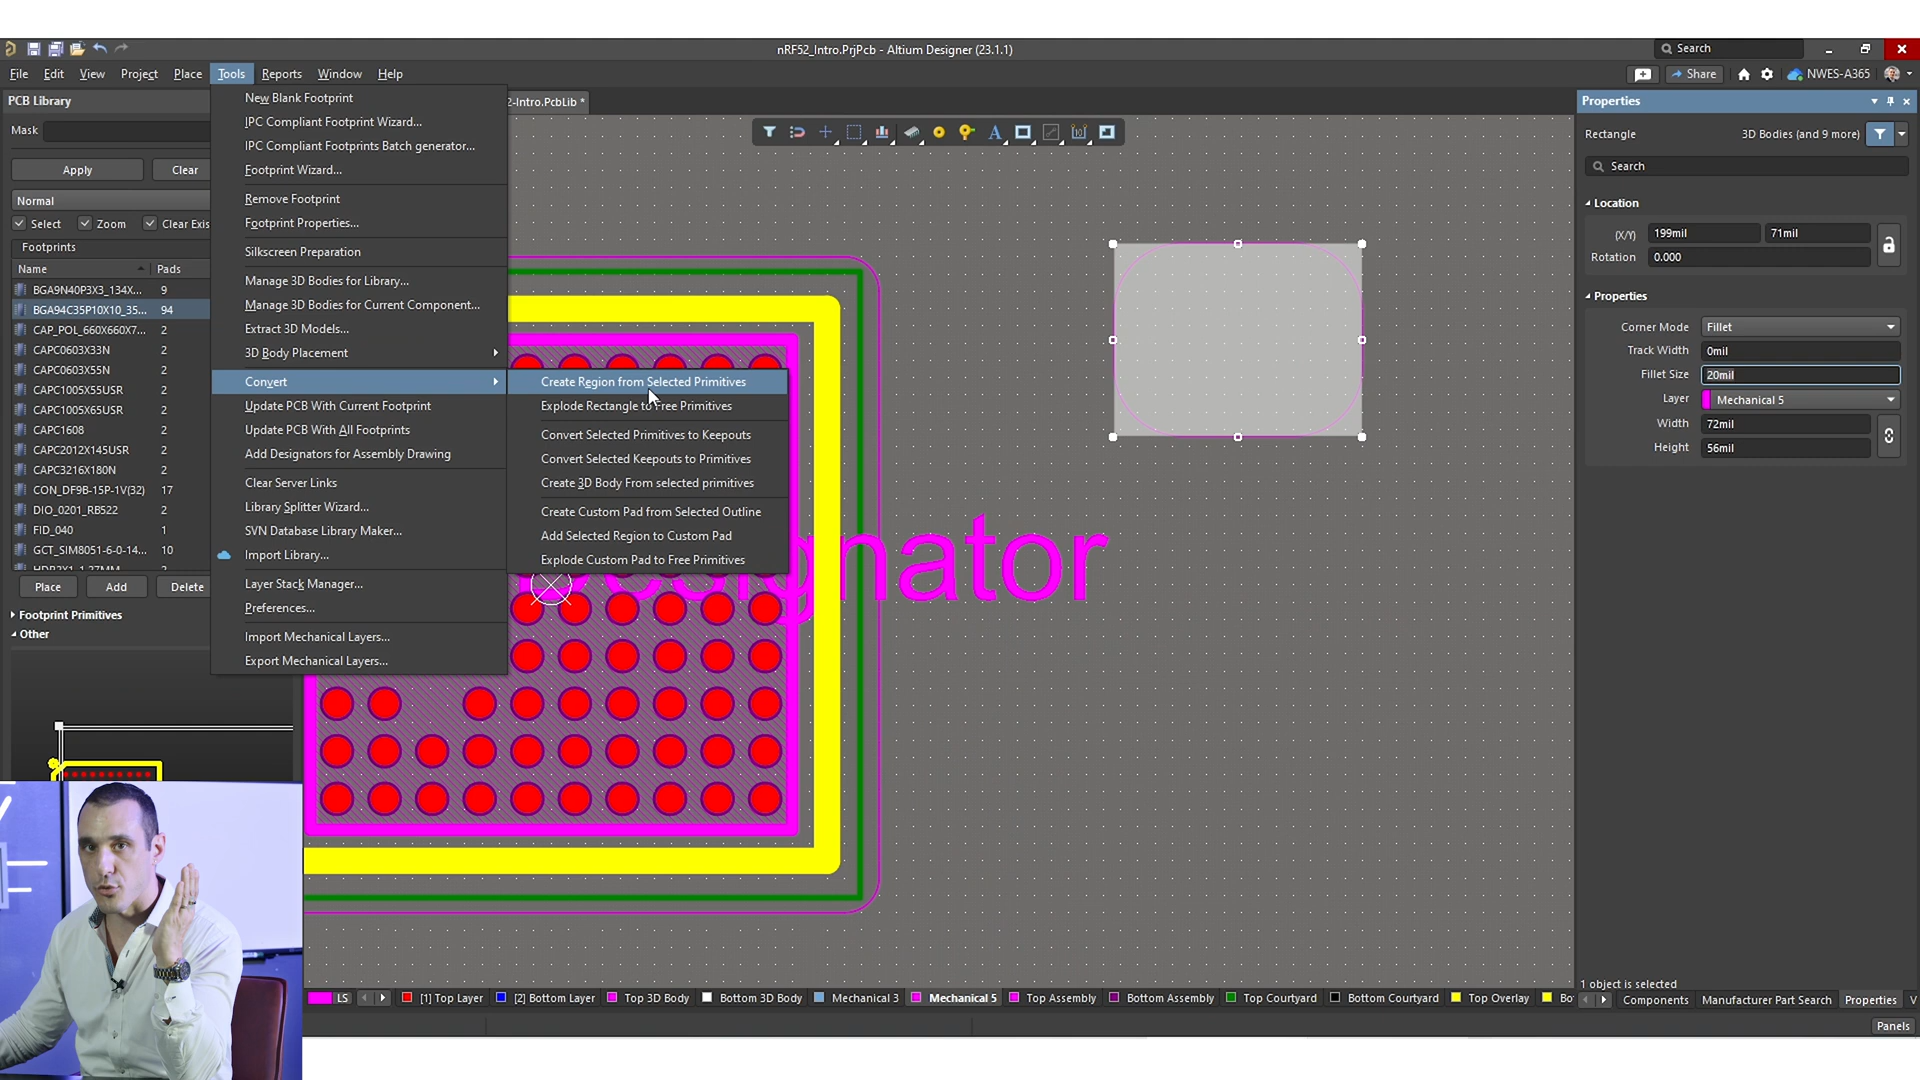 nRF52_Intro.PrjPcb - Altium Designer (23.1.1)
Search
File Edit View Project Place Tools Reports Window Help
Share
NWES-A365
PCB Library
2-Intro.PcbLib *
Mask
Apply
Clear
Normal
Select
Zoom
Clear Exis
Footprints
Name
Pads
BGA9N40P3X3_134X... 9
BGA94C35P10X10_35... 94
CAP_POL_660X660X7... 2
CAPC0603X33N 2
CAPC0603X55N 2
CAPC1005X55USR 2
CAPC1005X65USR 2
CAPC1608 2
CAPC2012X145USR 2
CAPC3216X180N 2
CON_DF9B-15P-1V(32) 17
DIO_0201_RB522 2
FID_040 1
GCT_SIM8051-6-0-14... 10
HDR2X1_1.27MM
Place
Add
Delete
Footprint Primitives
Other
New Blank Footprint
IPC Compliant Footprint Wizard...
IPC Compliant Footprints Batch generator...
Footprint Wizard...
Remove Footprint
Footprint Properties...
Silkscreen Preparation
Manage 3D Bodies for Library...
Manage 3D Bodies for Current Component...
Extract 3D Models...
3D Body Placement
Convert
Update PCB With Current Footprint
Update PCB With All Footprints
Add Designators for Assembly Drawing
Clear Server Links
Library Splitter Wizard...
SVN Database Library Maker...
Import Library...
Layer Stack Manager...
Preferences...
Import Mechanical Layers...
Export Mechanical Layers...
Create Region from Selected Primitives
Explode Rectangle to Free Primitives
Convert Selected Primitives to Keepouts
Convert Selected Keepouts to Primitives
Create 3D Body From selected primitives
Create Custom Pad from Selected Outline
Add Selected Region to Custom Pad
Explode Custom Pad to Free Primitives
signator
Properties
Rectangle
3D Bodies (and 9 more)
Search
Location
(X/Y) 199mil 71mil
Rotation 0.000
Properties
Corner Mode Fillet
Track Width 0mil
Fillet Size 20mil
Layer Mechanical 5
Width 72mil
Height 56mil
1 object is selected
LS
[1] Top Layer
[2] Bottom Layer
Top 3D Body
Bottom 3D Body
Mechanical 3
Mechanical 5
Top Assembly
Bottom Assembly
Top Courtyard
Bottom Courtyard
Top Overlay
Bo
Components
Manufacturer Part Search
Properties
V
Panels